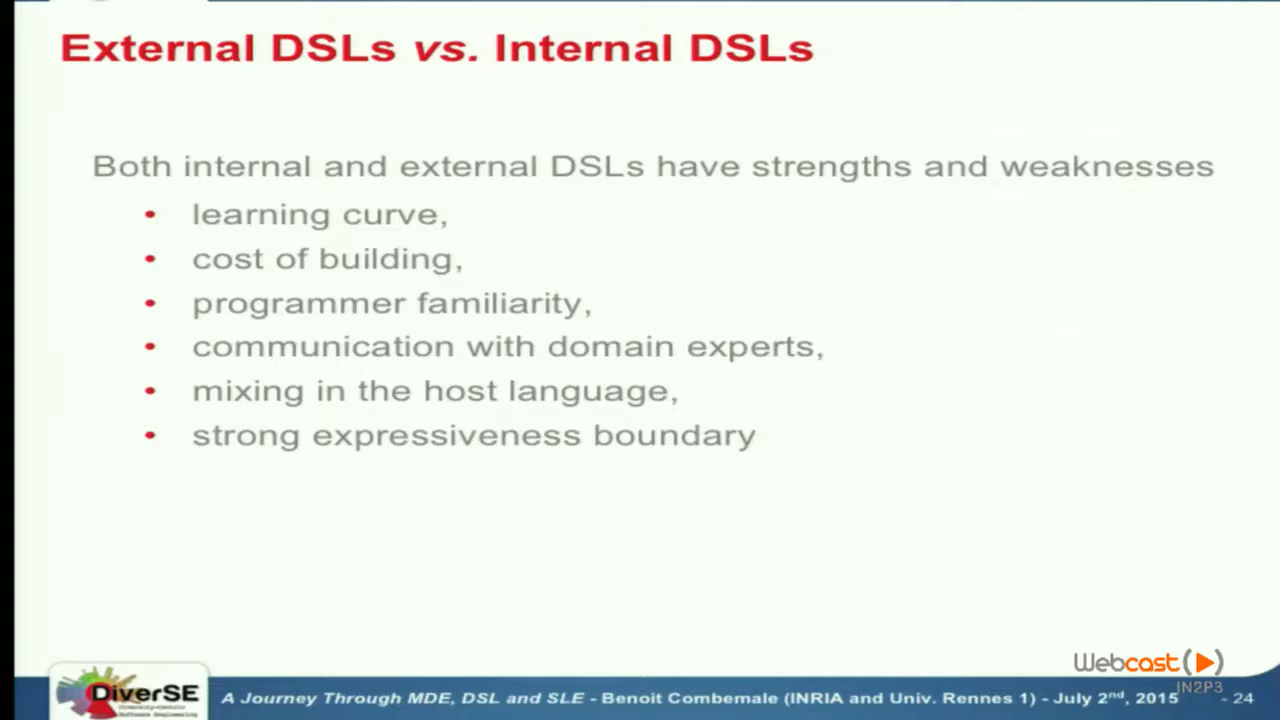 External DSLs vs. Internal DSLs
Both internal and external DSLs have strengths and weaknesses
• learning curve,
• cost of building,
• programmer familiarity,
• communication with domain experts,
• mixing in the host language,
• strong expressiveness boundary
Webcast
IN2P3
DiverSE
A Journey Through MDE, DSL and SLE - Benoit Combemale (INRIA and Univ. Rennes 1) - July 2nd, 2015 - 24